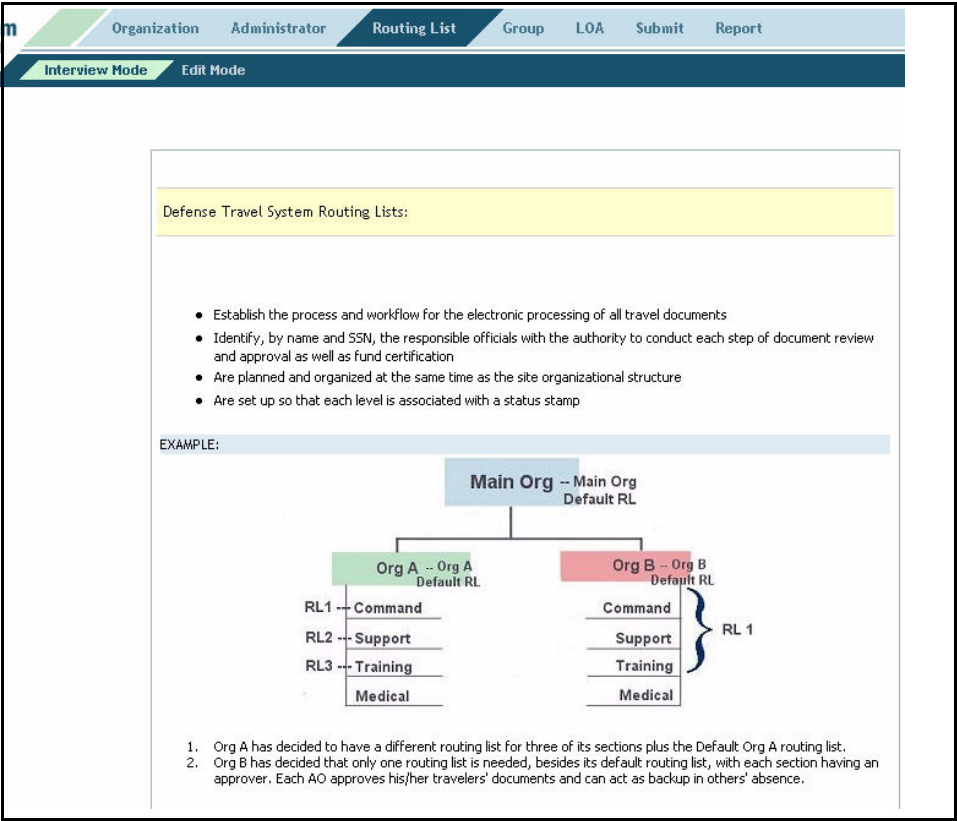 m Organization Administrator Routing List Group LOA Submit Report
Interview Mode Edit Mode
Defense Travel System Routing Lists:
• Establish the process and workflow for the electronic processing of all travel documents
• Identify, by name and SSN, the responsible officials with the authority to conduct each step of document review
and approval as well as fund certification
• Are planned and organized at the same time as the site organizational structure
• Are set up so that each level is associated with a status stamp
EXAMPLE:
Main Org -- Main Org
Default RL
Org A -- Org A
Default RL
RL1 --- Command
RL2 --- Support
RL3 --- Training
Medical
Org B -- Org B
Default RL
Command
Support
Training
RL 1
Medical
1. Org A has decided to have a different routing list for three of its sections plus the Default Org A routing list.
2. Org B has decided that only one routing list is needed, besides its default routing list, with each section having an
approver. Each AO approves his/her travelers' documents and can act as backup in others' absence.